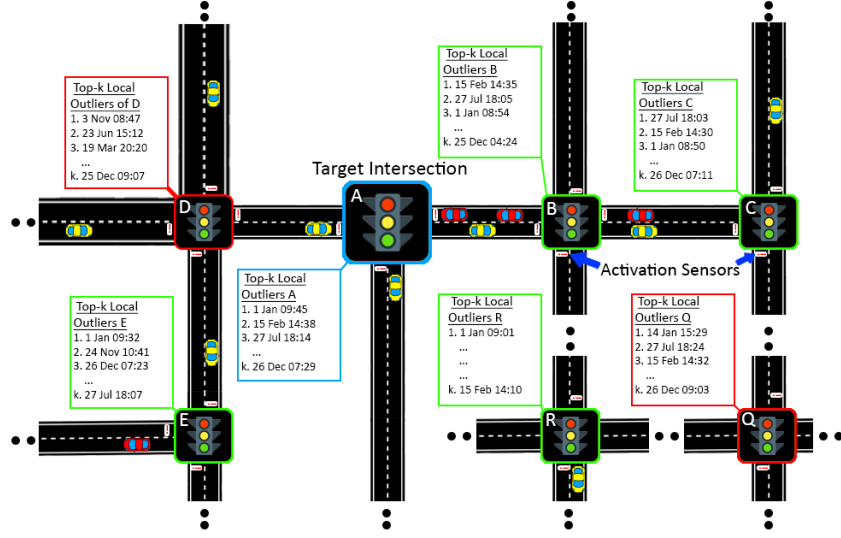 Top-k Local
Outliers of D
1. 3 Nov 08:47
2. 23 Jun 15:12
3. 19 Mar 20:20
...
k. 25 Dec 09:07
Top-k Local
Outliers B
1. 15 Feb 14:35
2. 27 Jul 18:05
3. 1 Jan 08:54
...
k. 25 Dec 04:24
Top-k Local
Outliers C
1. 27 Jul 18:03
2. 15 Feb 14:30
3. 1 Jan 08:50
...
k. 26 Dec 07:11
Target Intersection
D
A
B
C
Activation Sensors
Top-k Local
Outliers A
1. 1 Jan 09:45
2. 15 Feb 14:38
3. 27 Jul 18:14
...
k. 26 Dec 07:29
Top-k Local
Outliers E
1. 1 Jan 09:32
2. 24 Nov 10:41
3. 26 Dec 07:23
...
k. 27 Jul 18:07
Top-k Local
Outliers R
1. 1 Jan 09:01
...
...
...
k. 15 Feb 14:10
Top-k Local
Outliers Q
1. 14 Jan 15:29
2. 27 Jul 18:24
3. 15 Feb 14:32
...
k. 26 Dec 09:03
E
R
Q